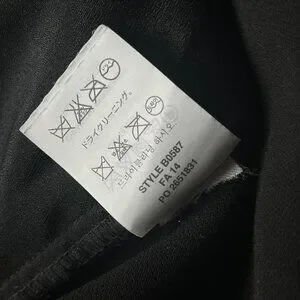 ドライクリーニング。
드라이클리닝 하시오
STYLE B0587
FA 14
PO 2651831